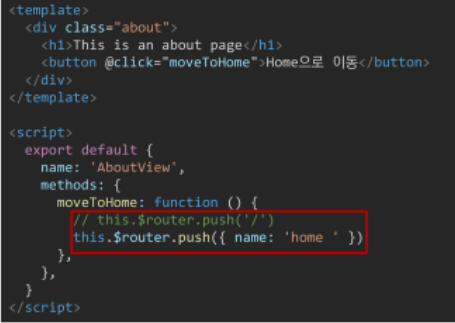 <template>
  <div class="about">
    <h1>This is an about page</h1>
    <button @click="moveToHome">Home으로 이동</button>
  </div>
</template>

<script>
  export default {
    name: 'AboutView',
    methods: {
      moveToHome: function () {
        // this.$router.push('/')
        this.$router.push({ name: 'home ' })
      },
    },
  }
</script>